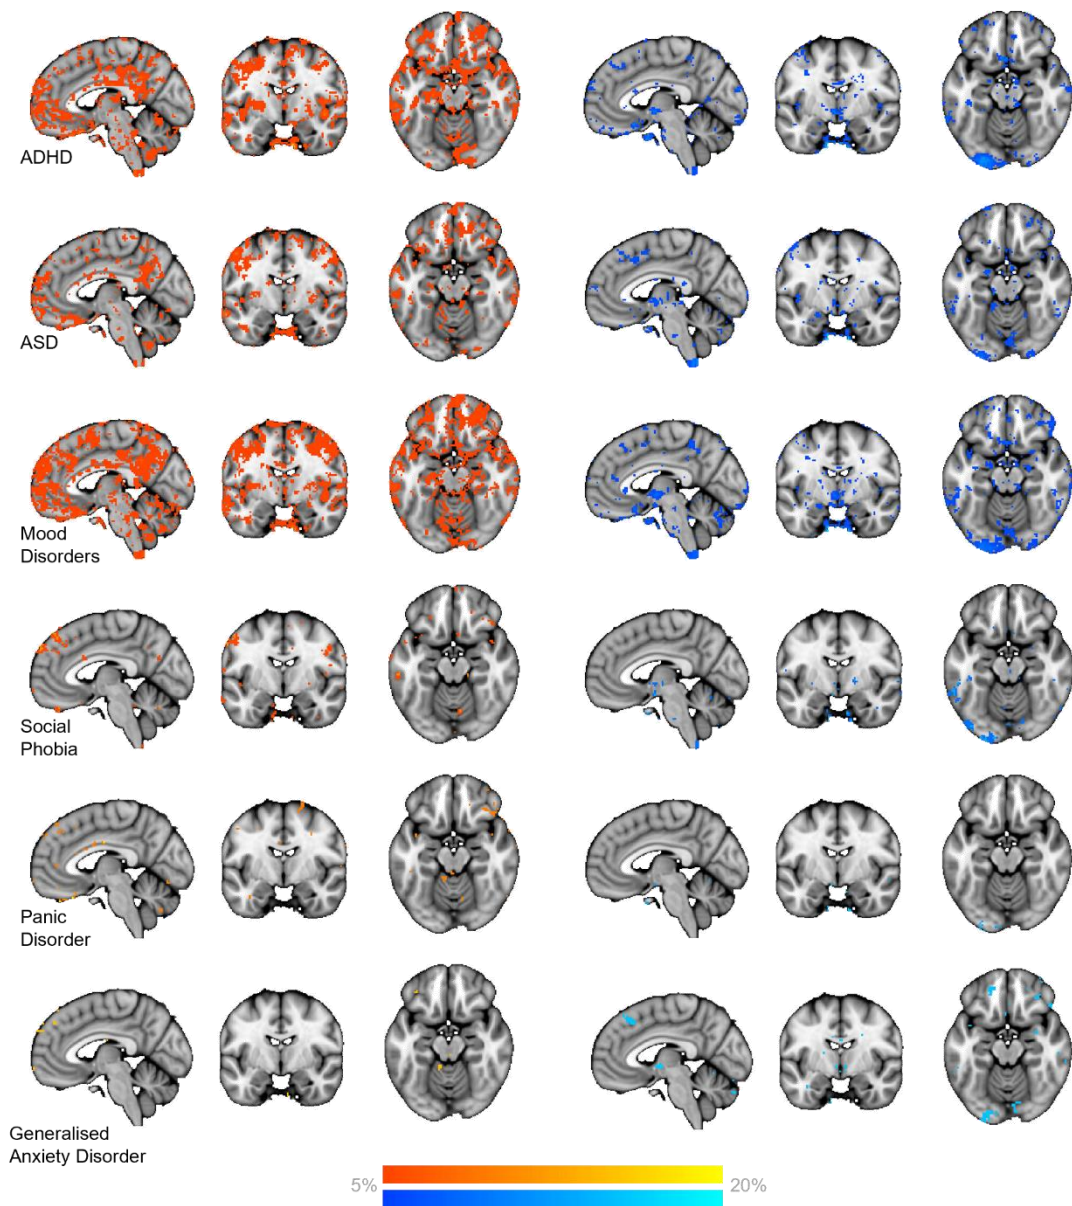 ADHD
ASD
Mood
Disorders
Social
Phobia
Panic
Disorder
Generalised
Anxiety Disorder
5%
20%